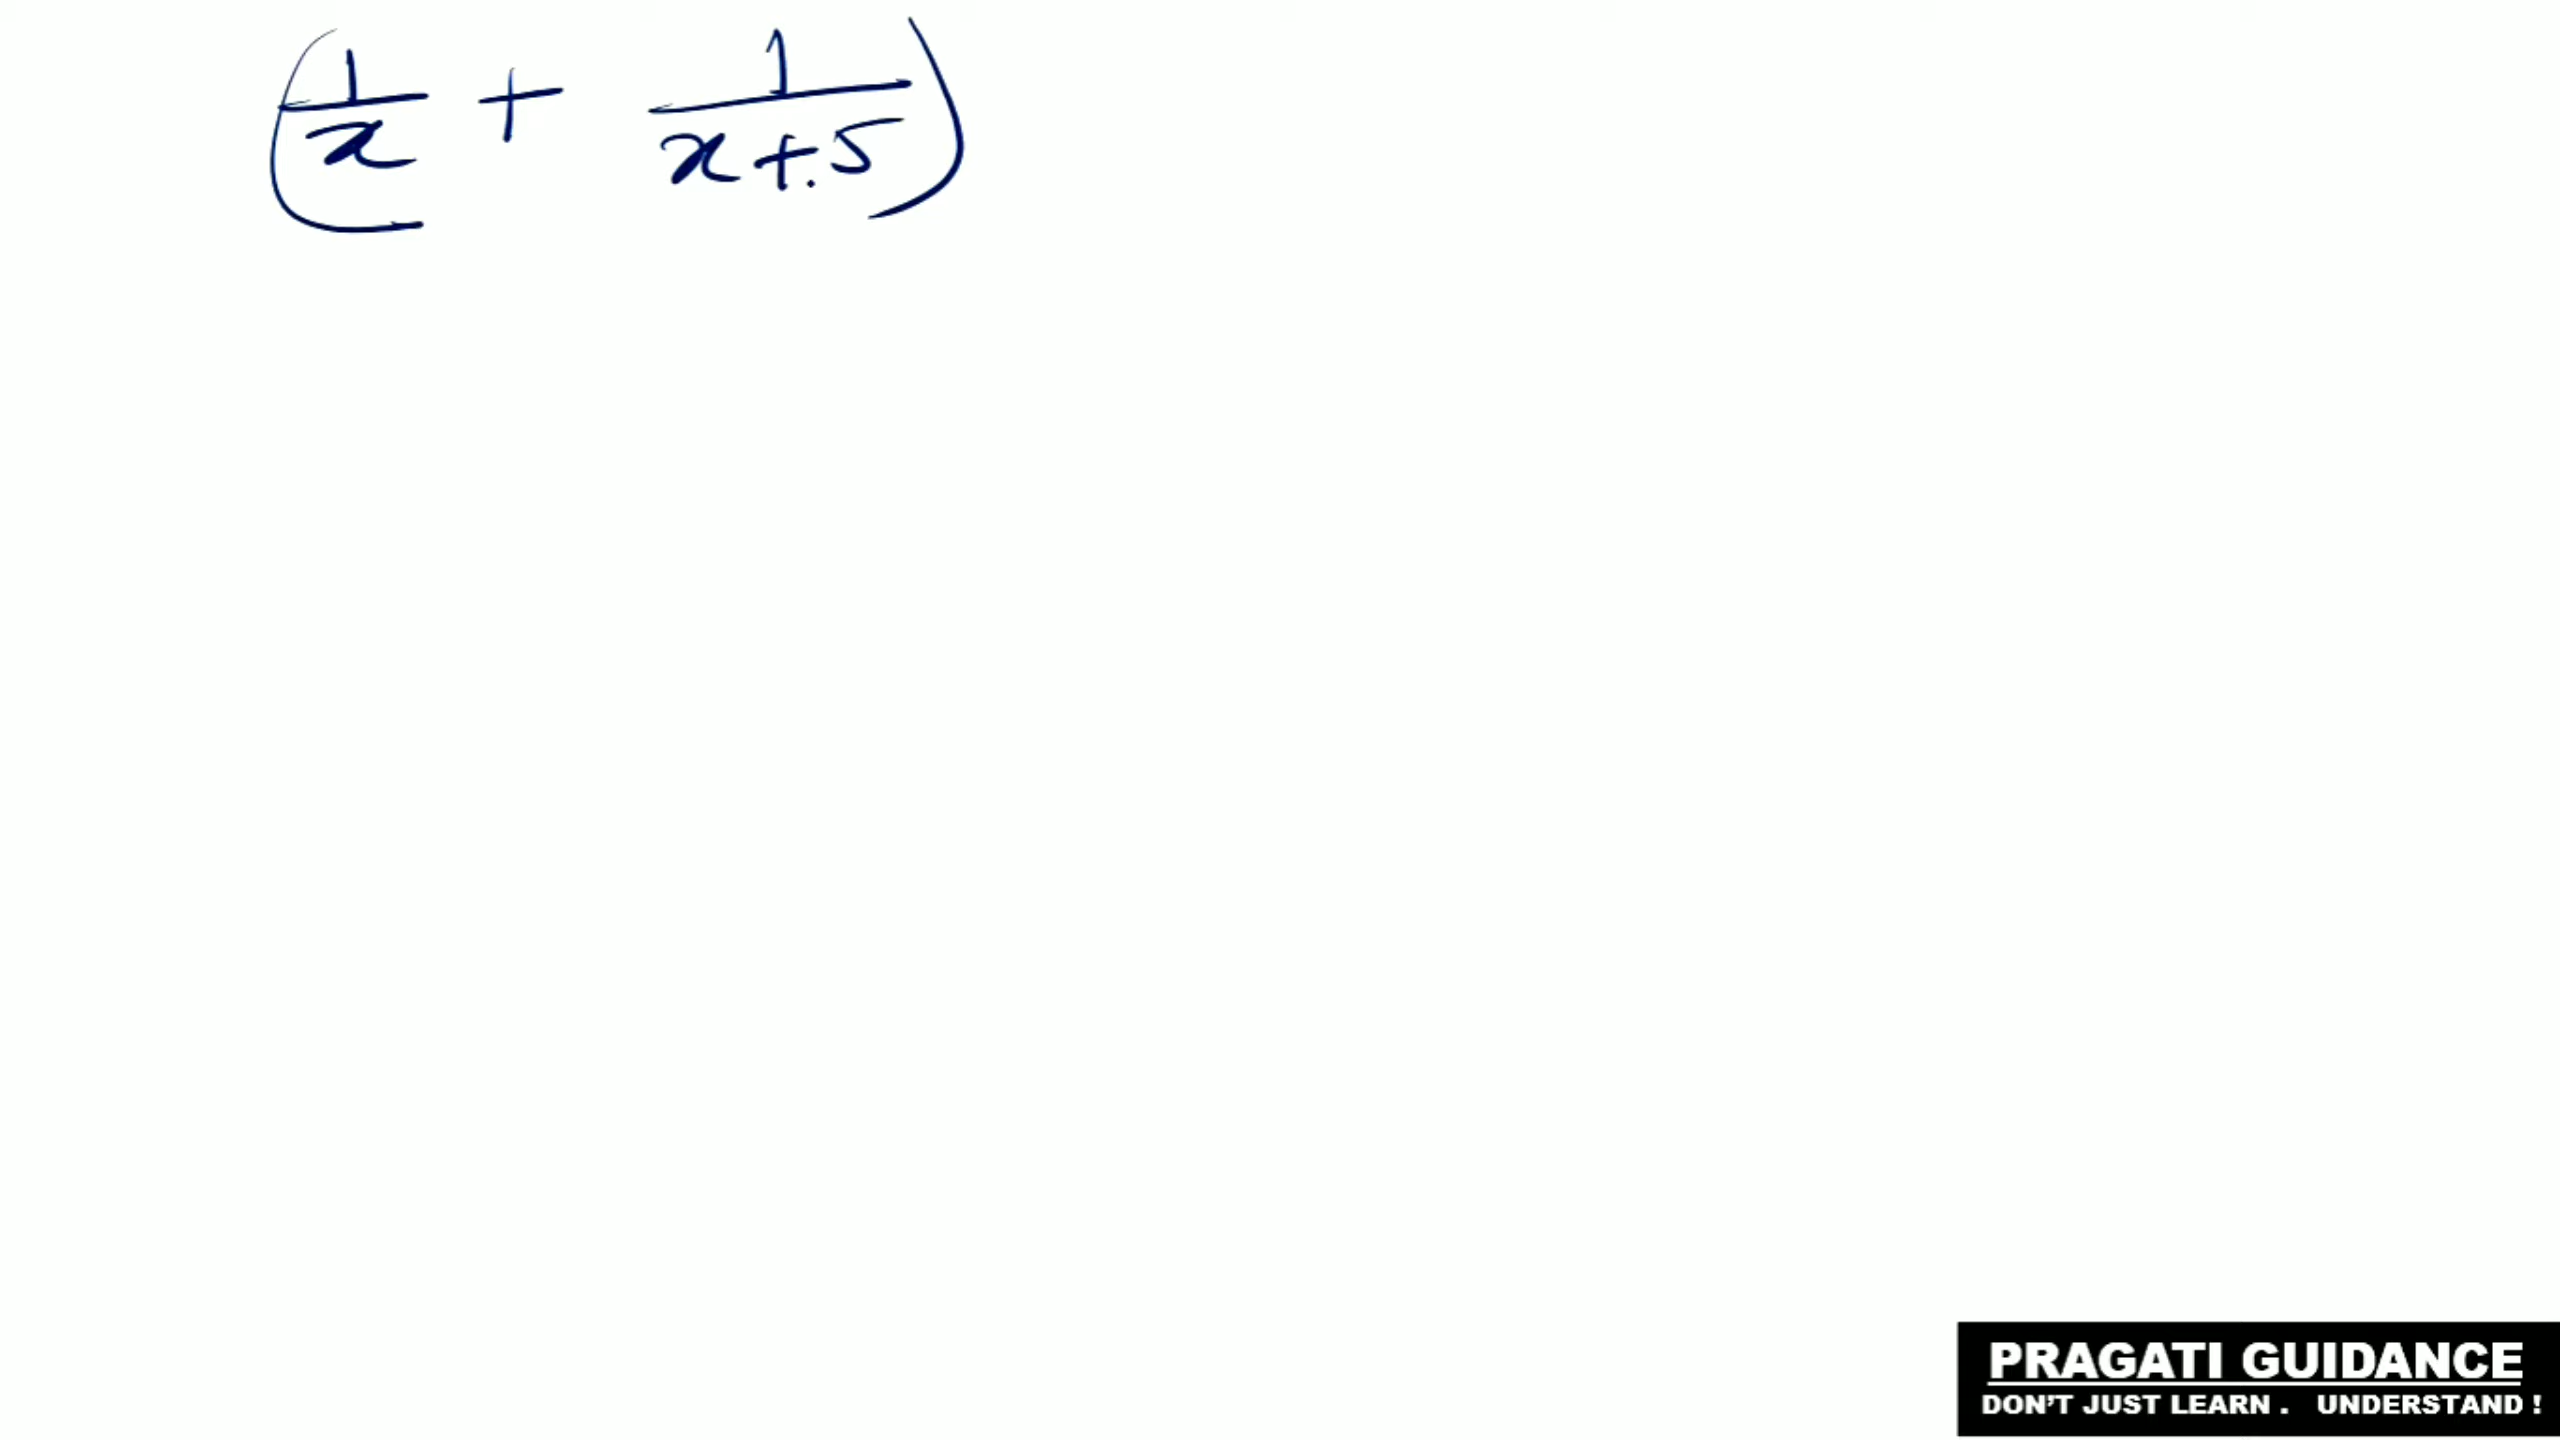 (1/x + 1/(x+5))
PRAGATI GUIDANCE
DON'T JUST LEARN . UNDERSTAND !